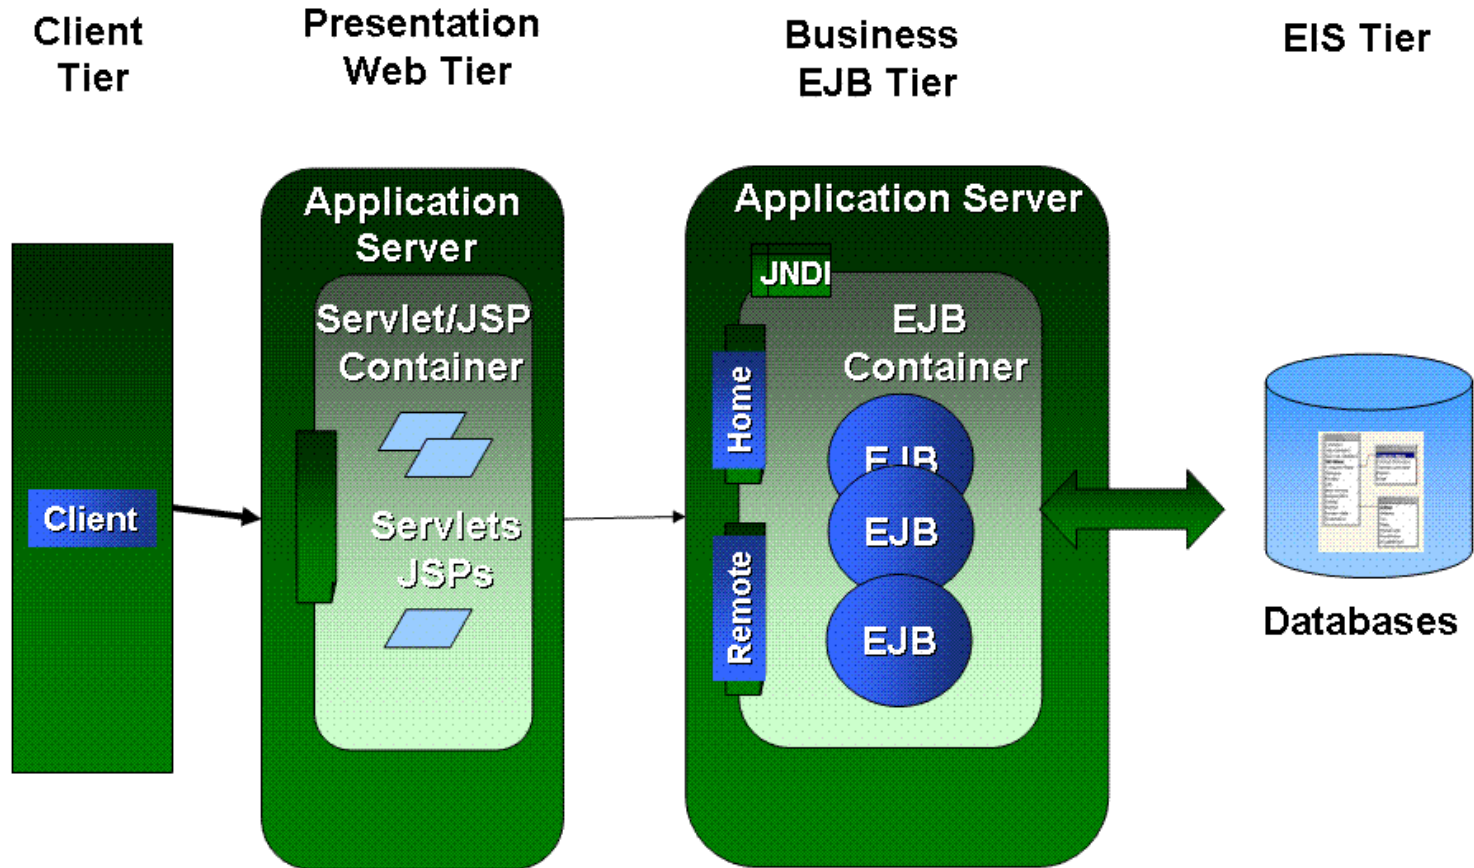 Client
Tier
Presentation
Web Tier
Business
EJB Tier
EIS Tier
Client
Application
Server
Servlet/JSP
Container
Servlets
JSPs
Application Server
JNDI
Home
Remote
EJB
Container
EJB
EJB
EJB
Databases